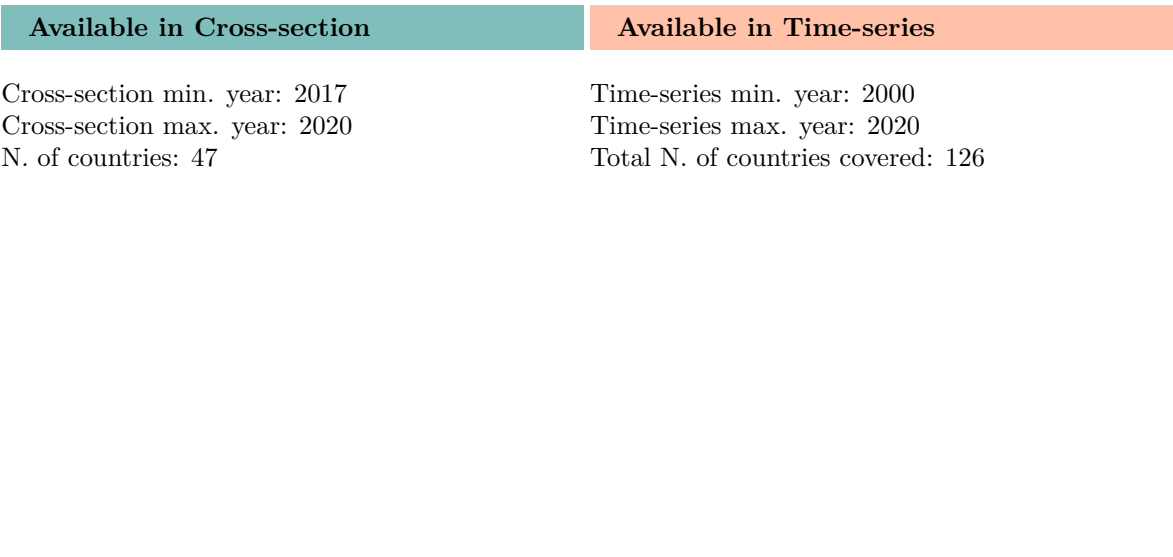 Available in Cross-section
Cross-section min. year: 2017
Cross-section max. year: 2020
N. of countries: 47
Available in Time-series
Time-series min. year: 2000
Time-series max. year: 2020
Total N. of countries covered: 126